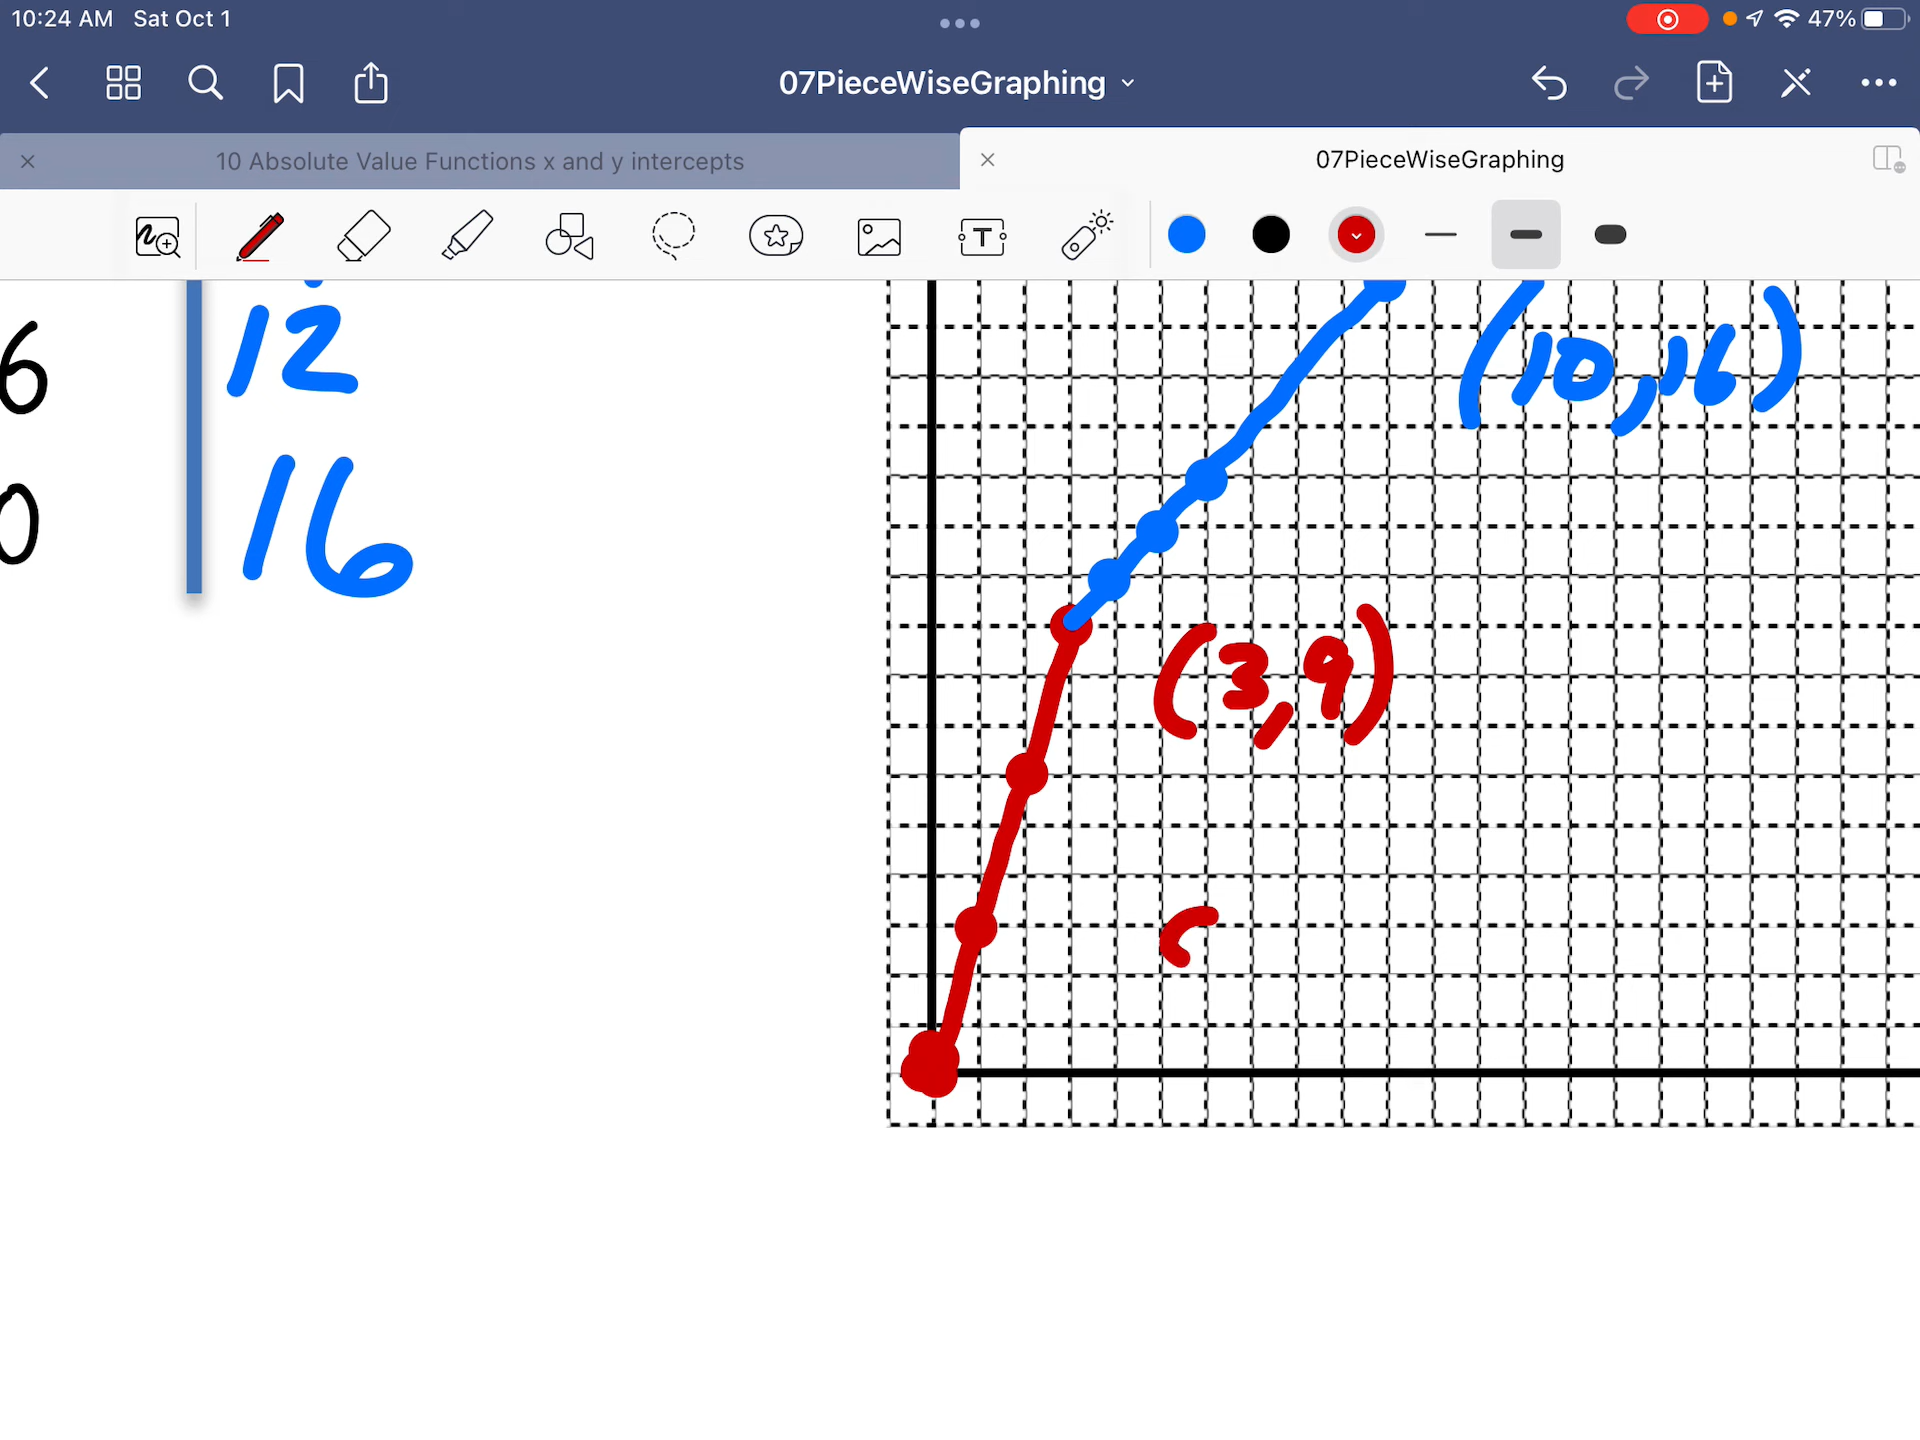 10:24 AM Sat Oct 1
47%
07PieceWiseGraphing
10 Absolute Value Functions x and y intercepts
07PieceWiseGraphing
T
6 12
0 16
(10,16)
(3,9)
(